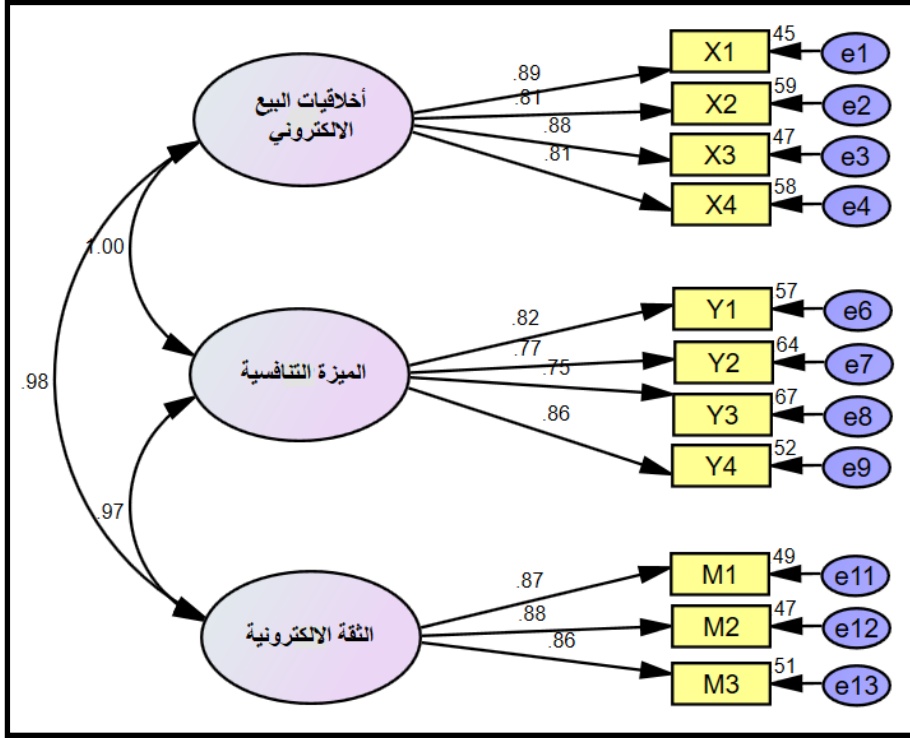 أخلاقيات البيع
الالكتروني
.89
.81
.88
.81
X1
45
e1
X2
59
e2
X3
47
e3
X4
58
e4
1.00
.98
.97
الميزة التنافسية
.82
.77
.75
.86
Y1
57
e6
Y2
64
e7
Y3
67
e8
Y4
52
e9
الثقة الالكترونية
.87
.88
.86
M1
49
e11
M2
47
e12
M3
51
e13